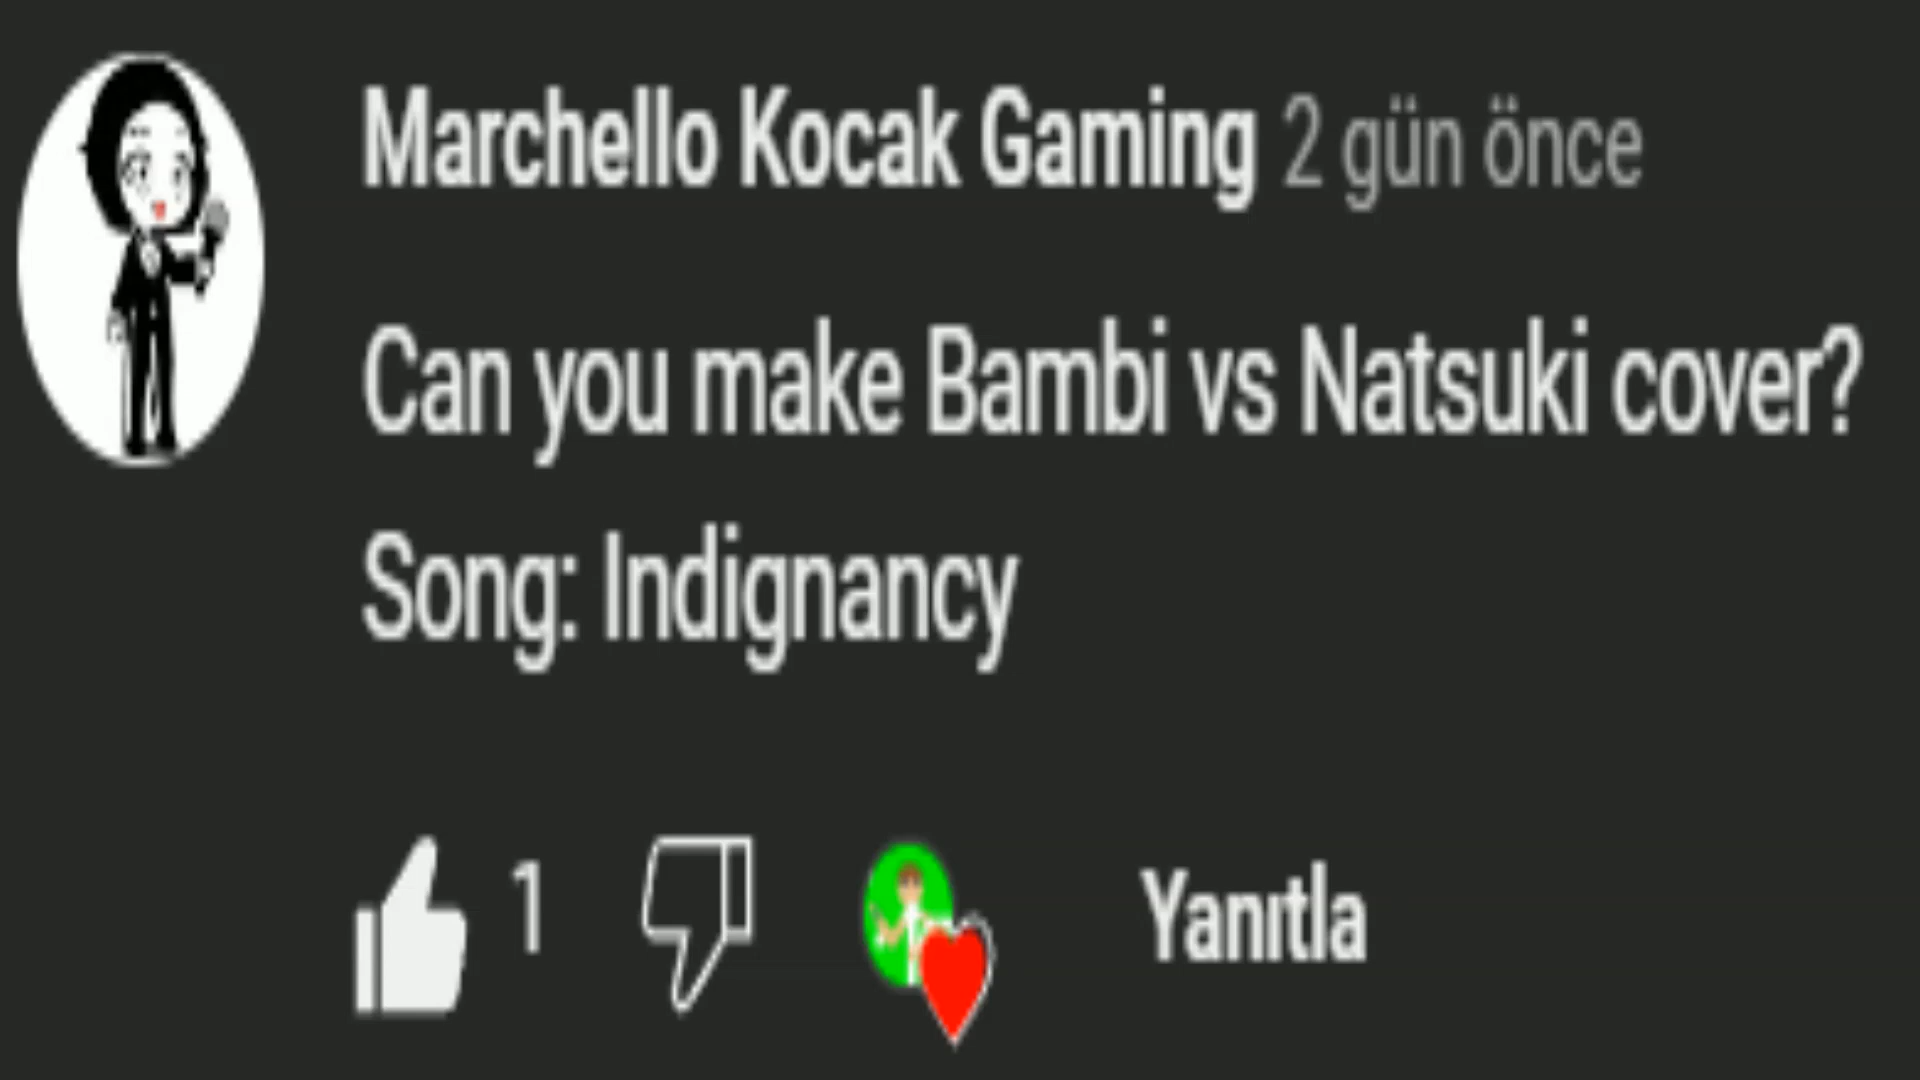 Marchello Kocak Gaming 2 gün önce
Can you make Bambi vs Natsuki cover?
Song: Indignancy
1
Yanıtla